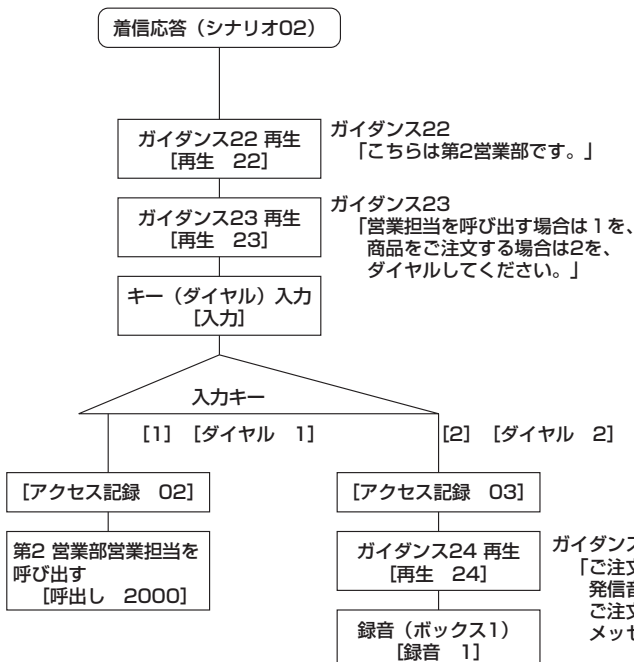 着信応答（シナリオ02）
ガイダンス22 再生
[再生　22]
ガイダンス22
「こちらは第2営業部です。」
ガイダンス23 再生
[再生　23]
ガイダンス23
「営業担当を呼び出す場合は1を、
商品をご注文する場合は2を、
ダイヤルしてください。」
キー（ダイヤル）入力
[入力]
入力キー
[1]　[ダイヤル　1]
[2]　[ダイヤル　2]
[アクセス記録　02]
[アクセス記録　03]
第2 営業部営業担当を
呼び出す
[呼出し　2000]
ガイダンス24 再生
[再生　24]
ガイダンス
「ご注文
発信音
ご注文
メッセ
録音（ボックス1）
[録音　1]